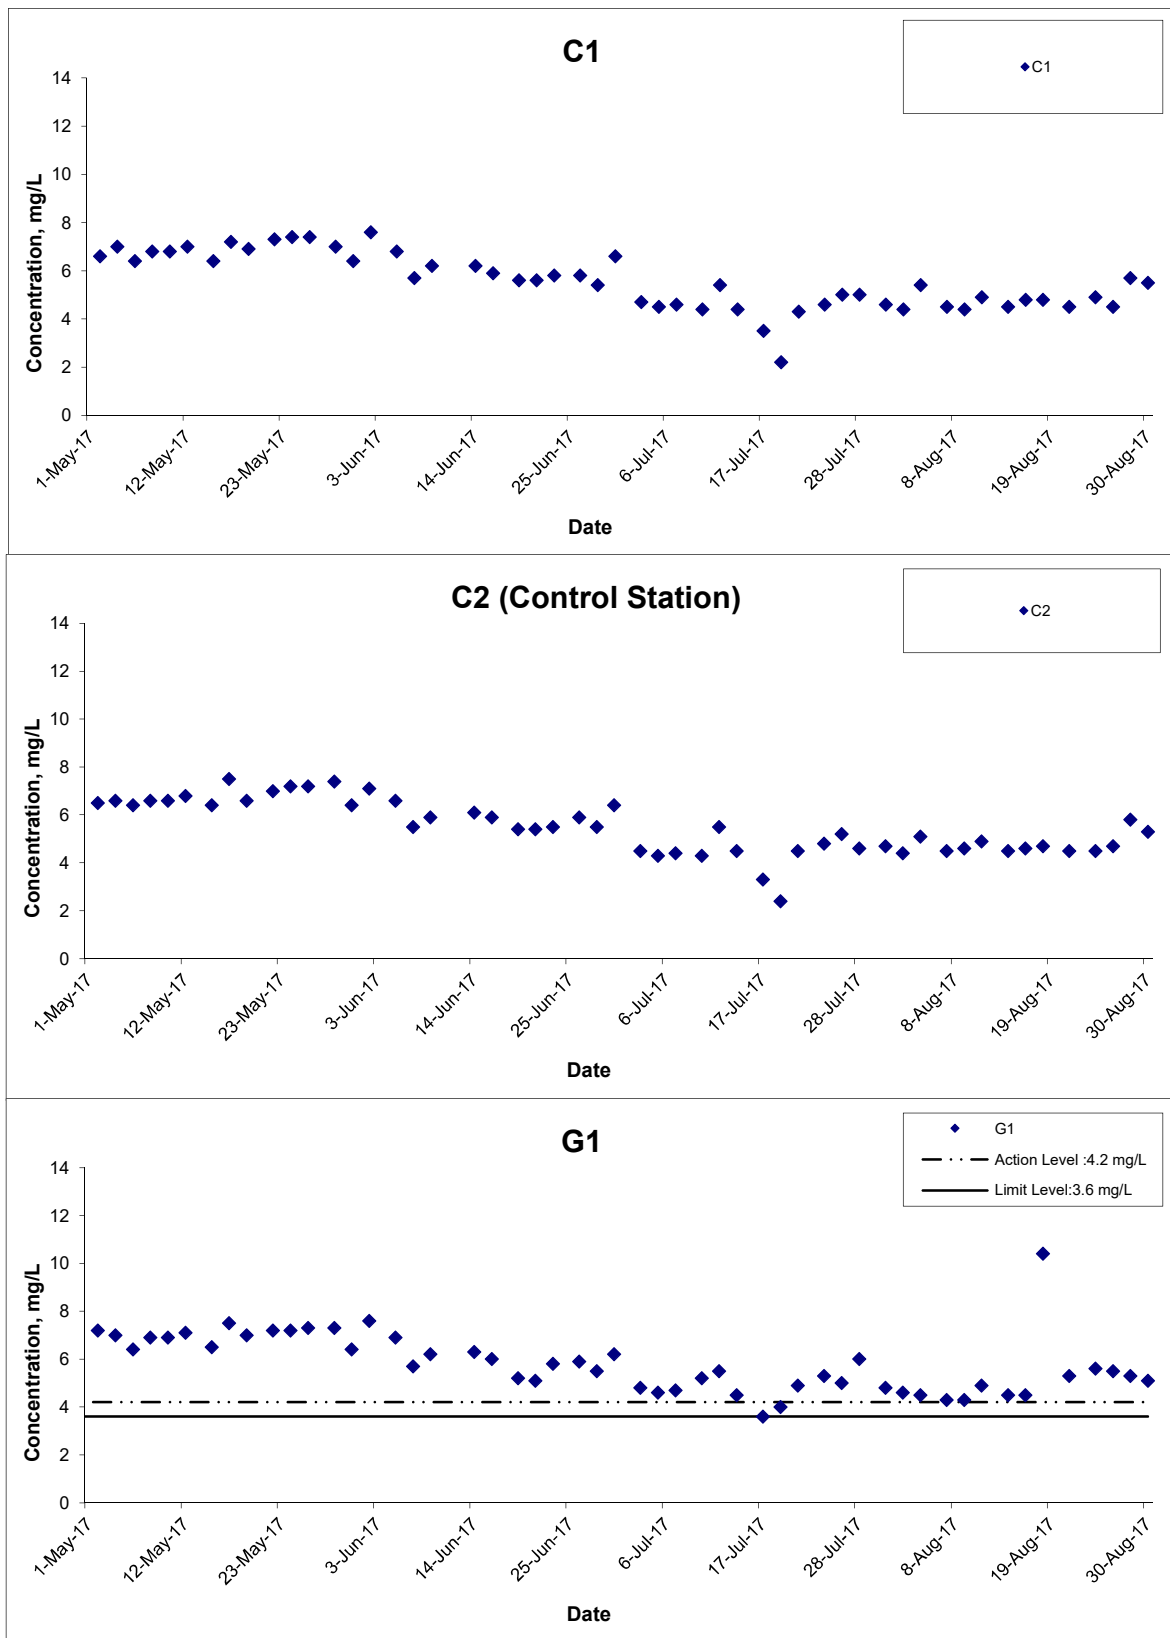 C1
C1
14
12
10
8
6
4
2
0
Concentration, mg/L
1-May-17
12-May-17
23-May-17
3-Jun-17
14-Jun-17
25-Jun-17
6-Jul-17
17-Jul-17
28-Jul-17
8-Aug-17
19-Aug-17
30-Aug-17
Date
C2 (Control Station)
C2
14
12
10
8
6
4
2
0
Concentration, mg/L
1-May-17
12-May-17
23-May-17
3-Jun-17
14-Jun-17
25-Jun-17
6-Jul-17
17-Jul-17
28-Jul-17
8-Aug-17
19-Aug-17
30-Aug-17
Date
G1
G1
Action Level :4.2 mg/L
Limit Level:3.6 mg/L
14
12
10
8
6
4
2
0
Concentration, mg/L
1-May-17
12-May-17
23-May-17
3-Jun-17
14-Jun-17
25-Jun-17
6-Jul-17
17-Jul-17
28-Jul-17
8-Aug-17
19-Aug-17
30-Aug-17
Date